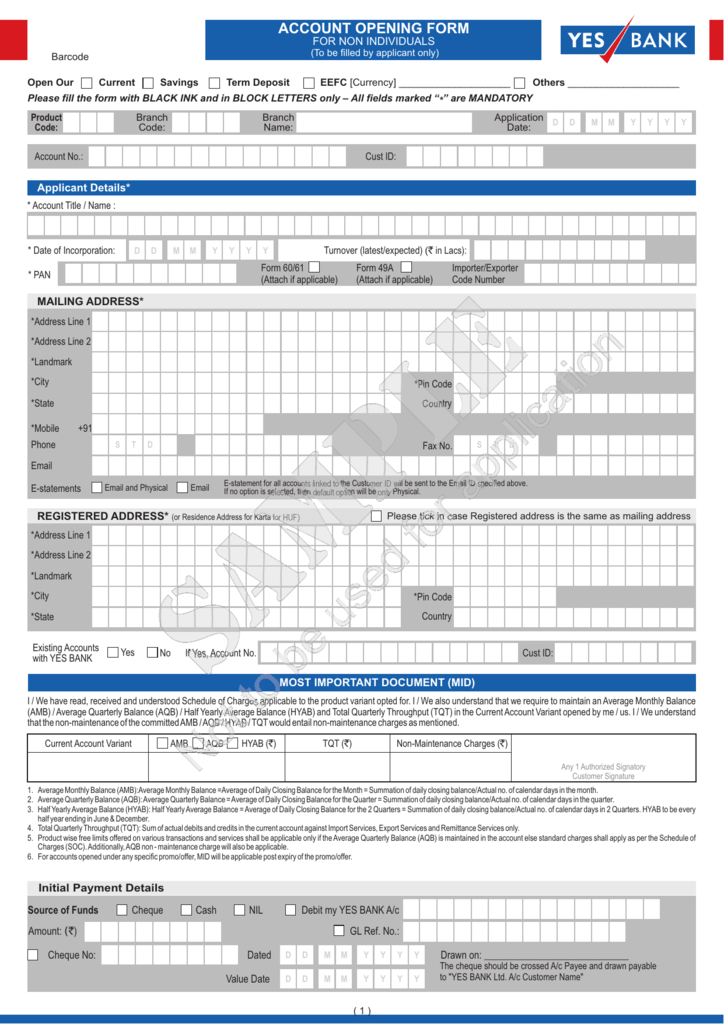 ACCOUNT OPENING FORM
FOR NON INDIVIDUALS
(To be filled by applicant only)
YES BANK
Barcode
Open Our Current Savings Term Deposit EEFC [Currency] ____________________ Others ____________________
Please fill the form with BLACK INK and in BLOCK LETTERS only – All fields marked “*” are MANDATORY
Product Code: Branch Code: Branch Name: Application Date: D D M M Y Y Y Y
Account No.: Cust ID:
Applicant Details*
* Account Title / Name :
* Date of Incorporation: D D M M Y Y Y Y Turnover (latest/expected) (₹ in Lacs):
* PAN Form 60/61 (Attach if applicable) Form 49A (Attach if applicable) Importer/Exporter Code Number
MAILING ADDRESS*
*Address Line 1
*Address Line 2
*Landmark
*City *Pin Code
*State Country
*Mobile +91
Phone S T D Fax No. S T D
Email
E-statements Email and Physical Email E-statement for all accounts linked to the Customer ID will be sent to the Email ID specified above.
If no option is selected, then default option will be only Physical.
REGISTERED ADDRESS* (or Residence Address for Karta for HUF) Please tick in case Registered address is the same as mailing address
*Address Line 1
*Address Line 2
*Landmark
*City *Pin Code
*State Country
Existing Accounts with YES BANK Yes No If Yes, Account No. Cust ID:
MOST IMPORTANT DOCUMENT (MID)
I / We have read, received and understood Schedule of Charges applicable to the product variant opted for. I / We also understand that we require to maintain an Average Monthly Balance
(AMB) / Average Quarterly Balance (AQB) / Half Yearly Average Balance (HYAB) and Total Quarterly Throughput (TQT) in the Current Account Variant opened by me / us. I / We understand
that the non-maintenance of the committed AMB / AQB / HYAB / TQT would entail non-maintenance charges as mentioned.
Current Account Variant AMB AQB HYAB (₹) TQT (₹) Non-Maintenance Charges (₹)
Any 1 Authorized Signatory
Customer Signature
1. Average Monthly Balance (AMB):Average Monthly Balance =Average of Daily Closing Balance for the Month = Summation of daily closing balance/Actual no. of calendar days in the month.
2. Average Quarterly Balance (AQB): Average Quarterly Balance = Average of Daily Closing Balance for the Quarter = Summation of daily closing balance/Actual no. of calendar days in the quarter.
3. Half Yearly Average Balance (HYAB): Half Yearly Average Balance = Average of Daily Closing Balance for the 2 Quarters = Summation of daily closing balance/Actual no. of calendar days in 2 Quarters. HYAB to be every
half year ending in June & December.
4. Total Quarterly Throughput (TQT): Sum of actual debits and credits in the current account against Import Services, Export Services and Remittance Services only.
5. Product wise free limits offered on various transactions and services shall be applicable only if the Average Quarterly Balance (AQB) is maintained in the account else standard charges shall apply as per the Schedule of
Charges (SOC). Additionally, AQB non - maintenance charge will also be applicable.
6. For accounts opened under any specific promo/offer, MID will be applicable post expiry of the promo/offer.
Initial Payment Details
Source of Funds Cheque Cash NIL Debit my YES BANK A/c
Amount: (₹) GL Ref. No.:
Cheque No: Dated D D M M Y Y Y Y Drawn on: ____________________
The cheque should be crossed A/c Payee and drawn payable
Value Date D D M M Y Y Y Y to "YES BANK Ltd. A/c Customer Name"
( 1 )
SAMPLE
Not to be used for application